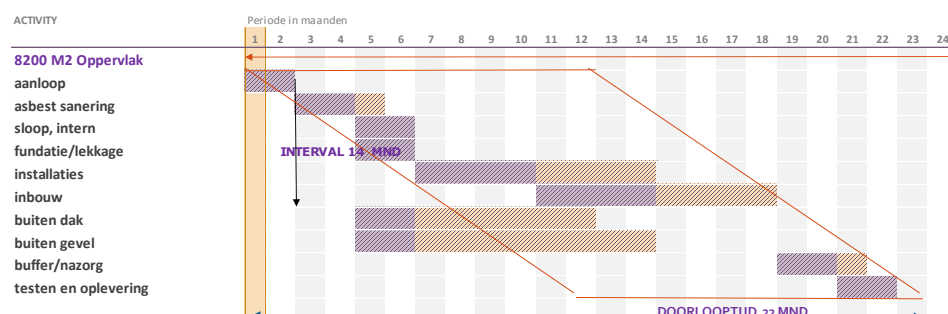 ACTIVITY Periode in maanden
1 2 3 4 5 6 7 8 9 10 11 12 13 14 15 16 17 18 19 20 21 22 23 24
8200 M2 Oppervlak
aanloop
asbest sanering
sloop, intern
fundatie/lekkage
INTERVAL 14 MND
installaties
inbouw
buiten dak
buiten gevel
buffer/nazorg
testen en oplevering
DOORLOOPTIJD 22 MND